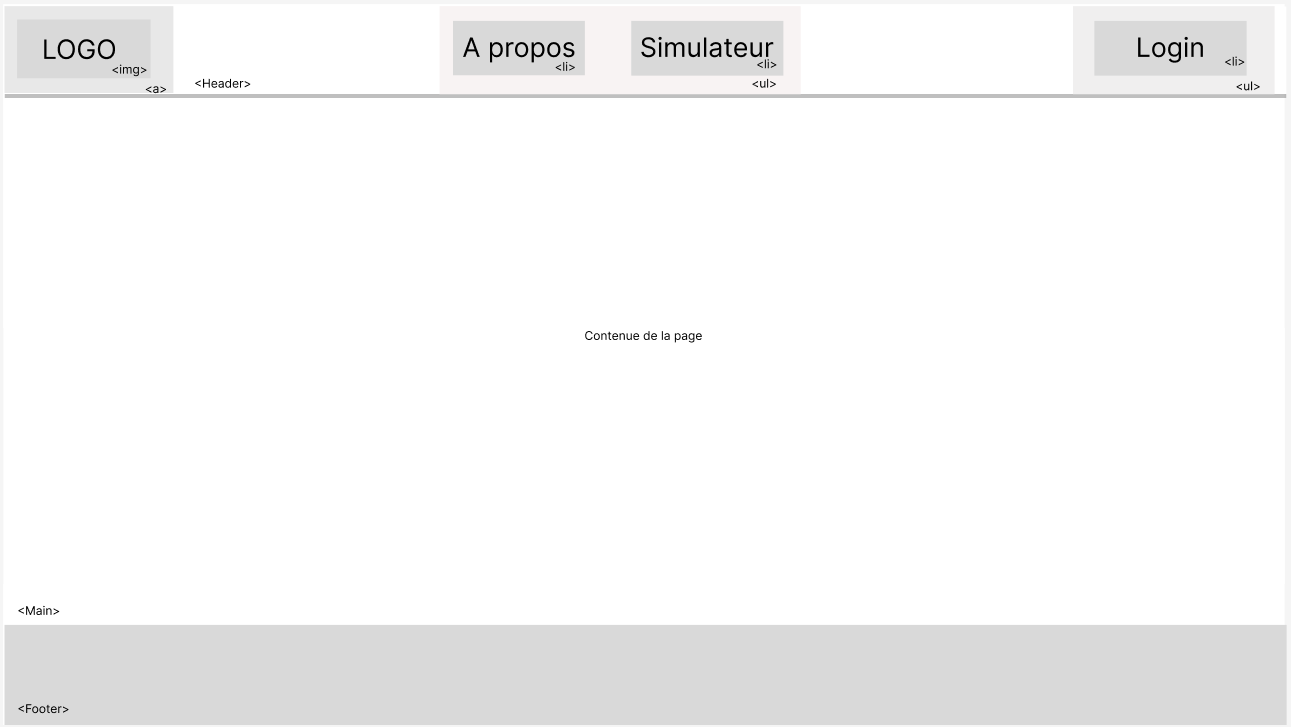 LOGO
<img>
<a>
<Header>
A propos
<li>
Simulateur
<li>
<ul>
Login
<li>
<ul>
Contenue de la page
<Main>
<Footer>